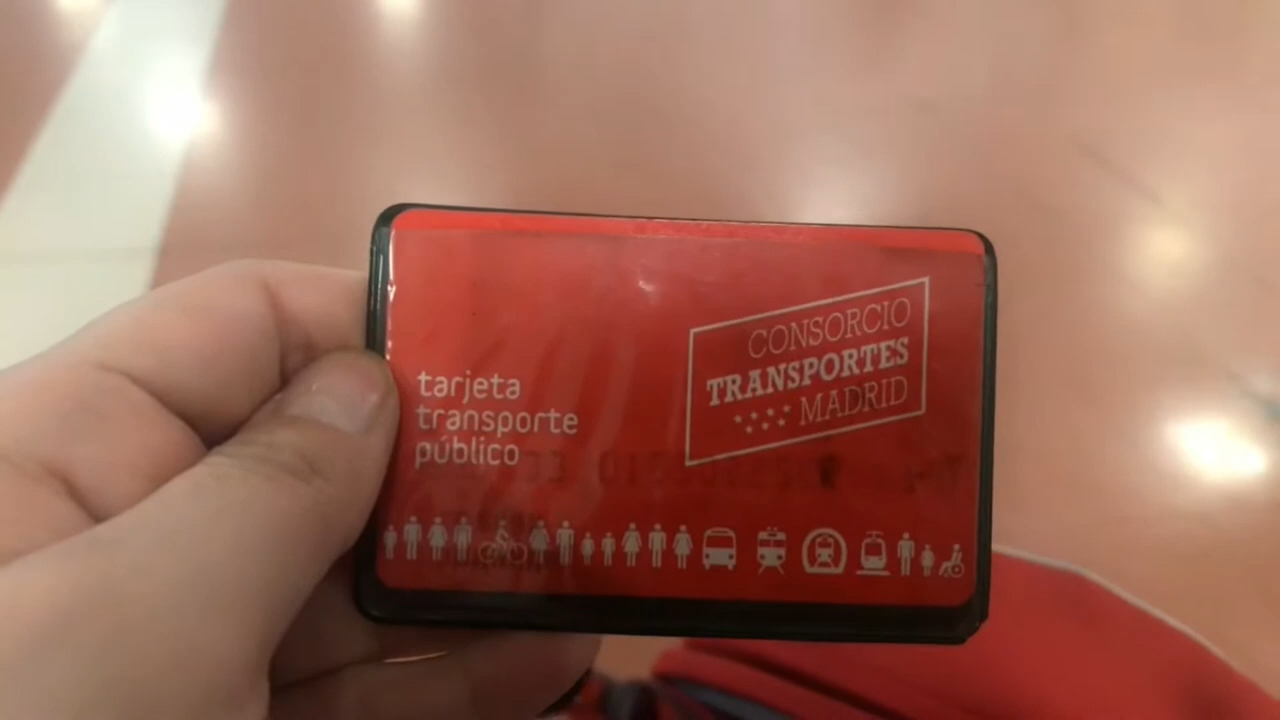 tarjeta
transporte
público
CONSORCIO
TRANSPORTES
MADRID